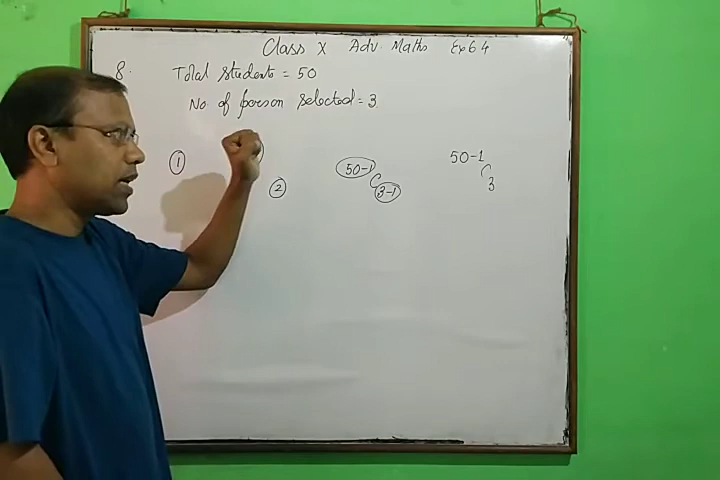 Class X Adv. Maths Ex 6.4
8. Total students = 50
No. of person selected = 3
1
2
50-1
C
3-1
50-1
C
3